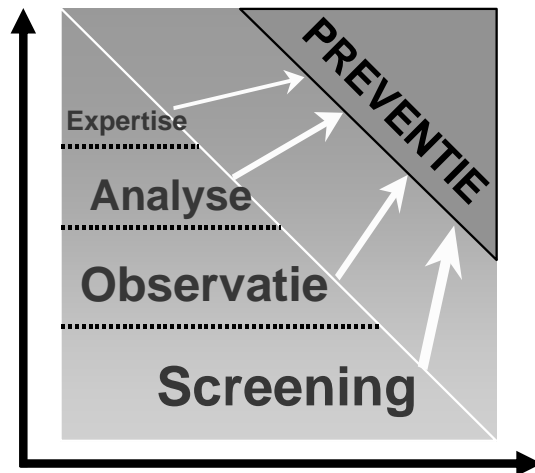 PREVENTIE
Expertise
Analyse
Observatie
Screening